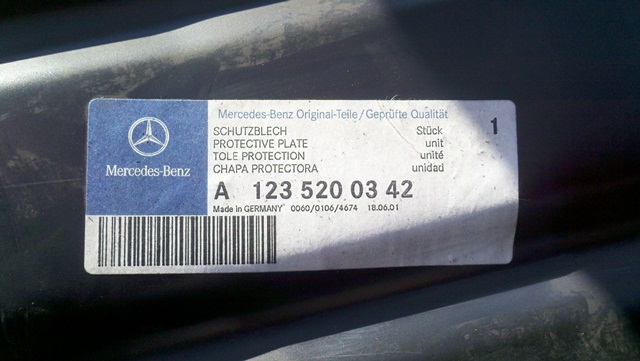 Mercedes-Benz
Mercedes-Benz Original-Teile/Geprüfte Qualität
SCHUTZBLECH Stück 1
PROTECTIVE PLATE unit
TOLE PROTECTION unité
CHAPA PROTECTORA unidad
A 123 520 03 42
Made in GERMANY 0060/0106/4674 18.06.01